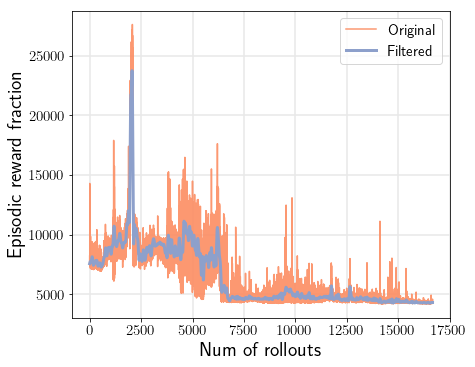 Original
Filtered
Episodic reward fraction
25000
20000
15000
10000
5000
0 2500 5000 7500 10000 12500 15000 17500
Num of rollouts